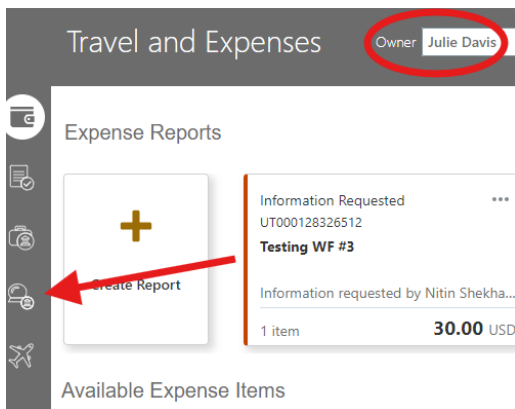 Travel and Expenses
Owner Julie Davis
Expense Reports
Create Report
Information Requested
UT000128326512
Testing WF #3
Information requested by Nitin Shekha...
1 item 30.00 USD
Available Expense Items